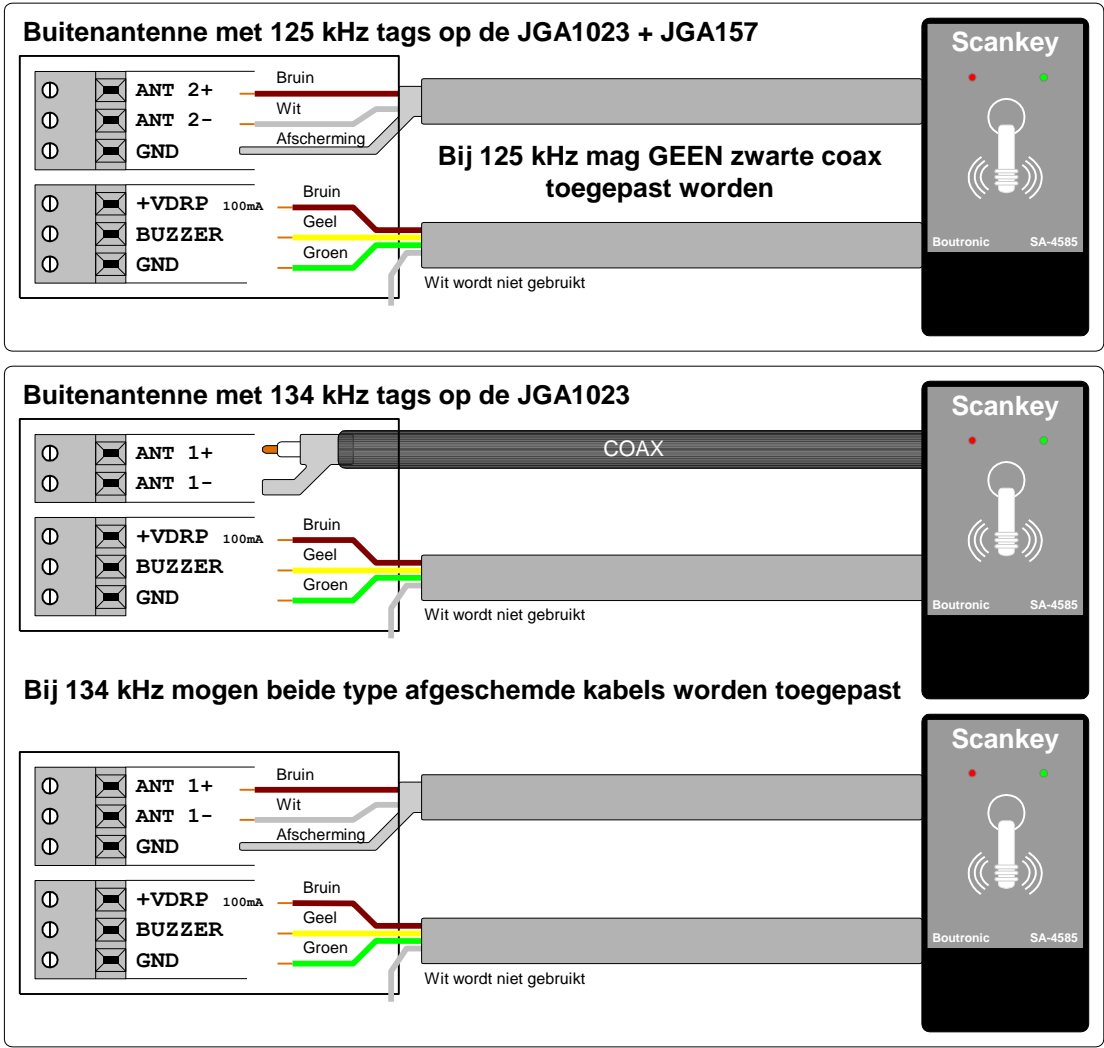 Buitenantenne met 125 kHz tags op de JGA1023 + JGA157
Scankey
ANT 2+
Bruin
ANT 2-
Wit
GND
Afscherming
Bij 125 kHz mag GEEN zwarte coax
toegepast worden
+VDRP 100mA
Bruin
BUZZER
Geel
GND
Groen
Wit wordt niet gebruikt
Boutronic SA-4585
Buitenantenne met 134 kHz tags op de JGA1023
Scankey
ANT 1+
COAX
ANT 1-
+VDRP 100mA
Bruin
BUZZER
Geel
GND
Groen
Wit wordt niet gebruikt
Boutronic SA-4585
Bij 134 kHz mogen beide type afgeschemde kabels worden toegepast
Scankey
ANT 1+
Bruin
ANT 1-
Wit
GND
Afscherming
+VDRP 100mA
Bruin
BUZZER
Geel
GND
Groen
Wit wordt niet gebruikt
Boutronic SA-4585